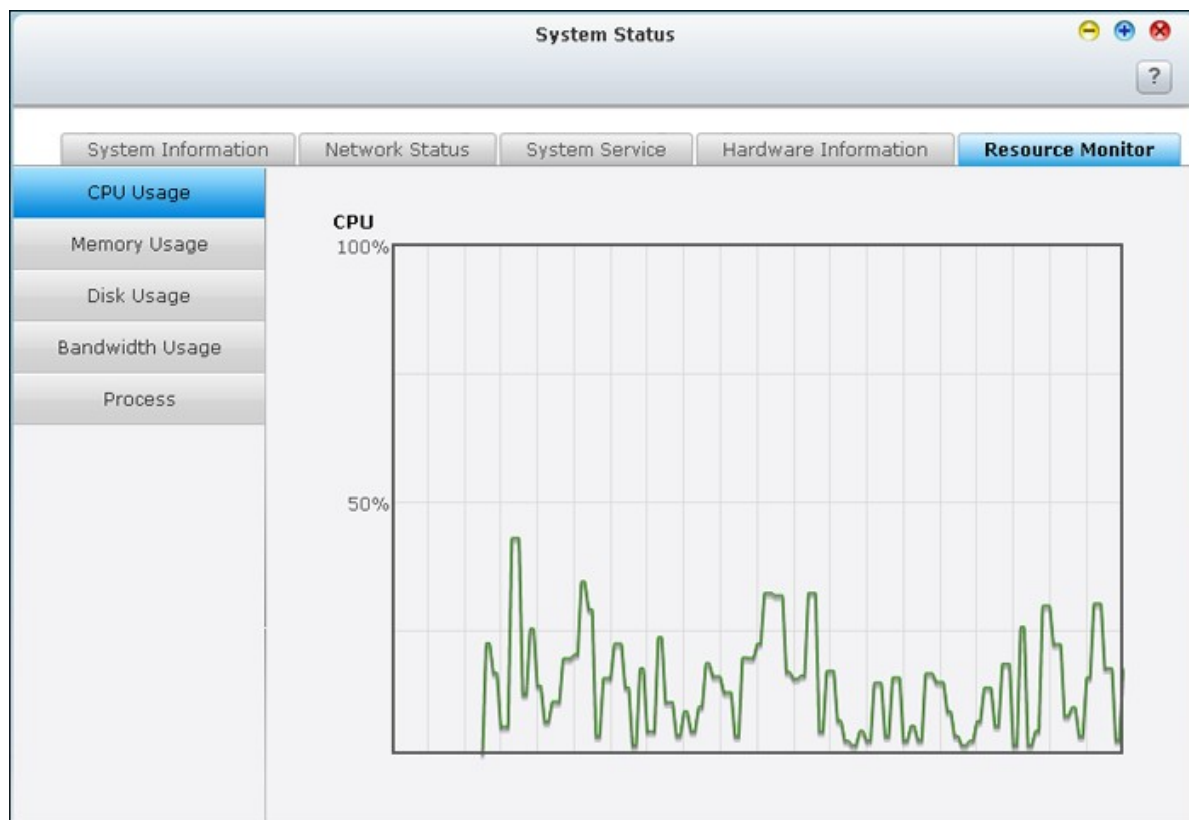 System Status
?
System Information Network Status System Service Hardware Information Resource Monitor
CPU Usage
Memory Usage
Disk Usage
Bandwidth Usage
Process
CPU
100%
50%